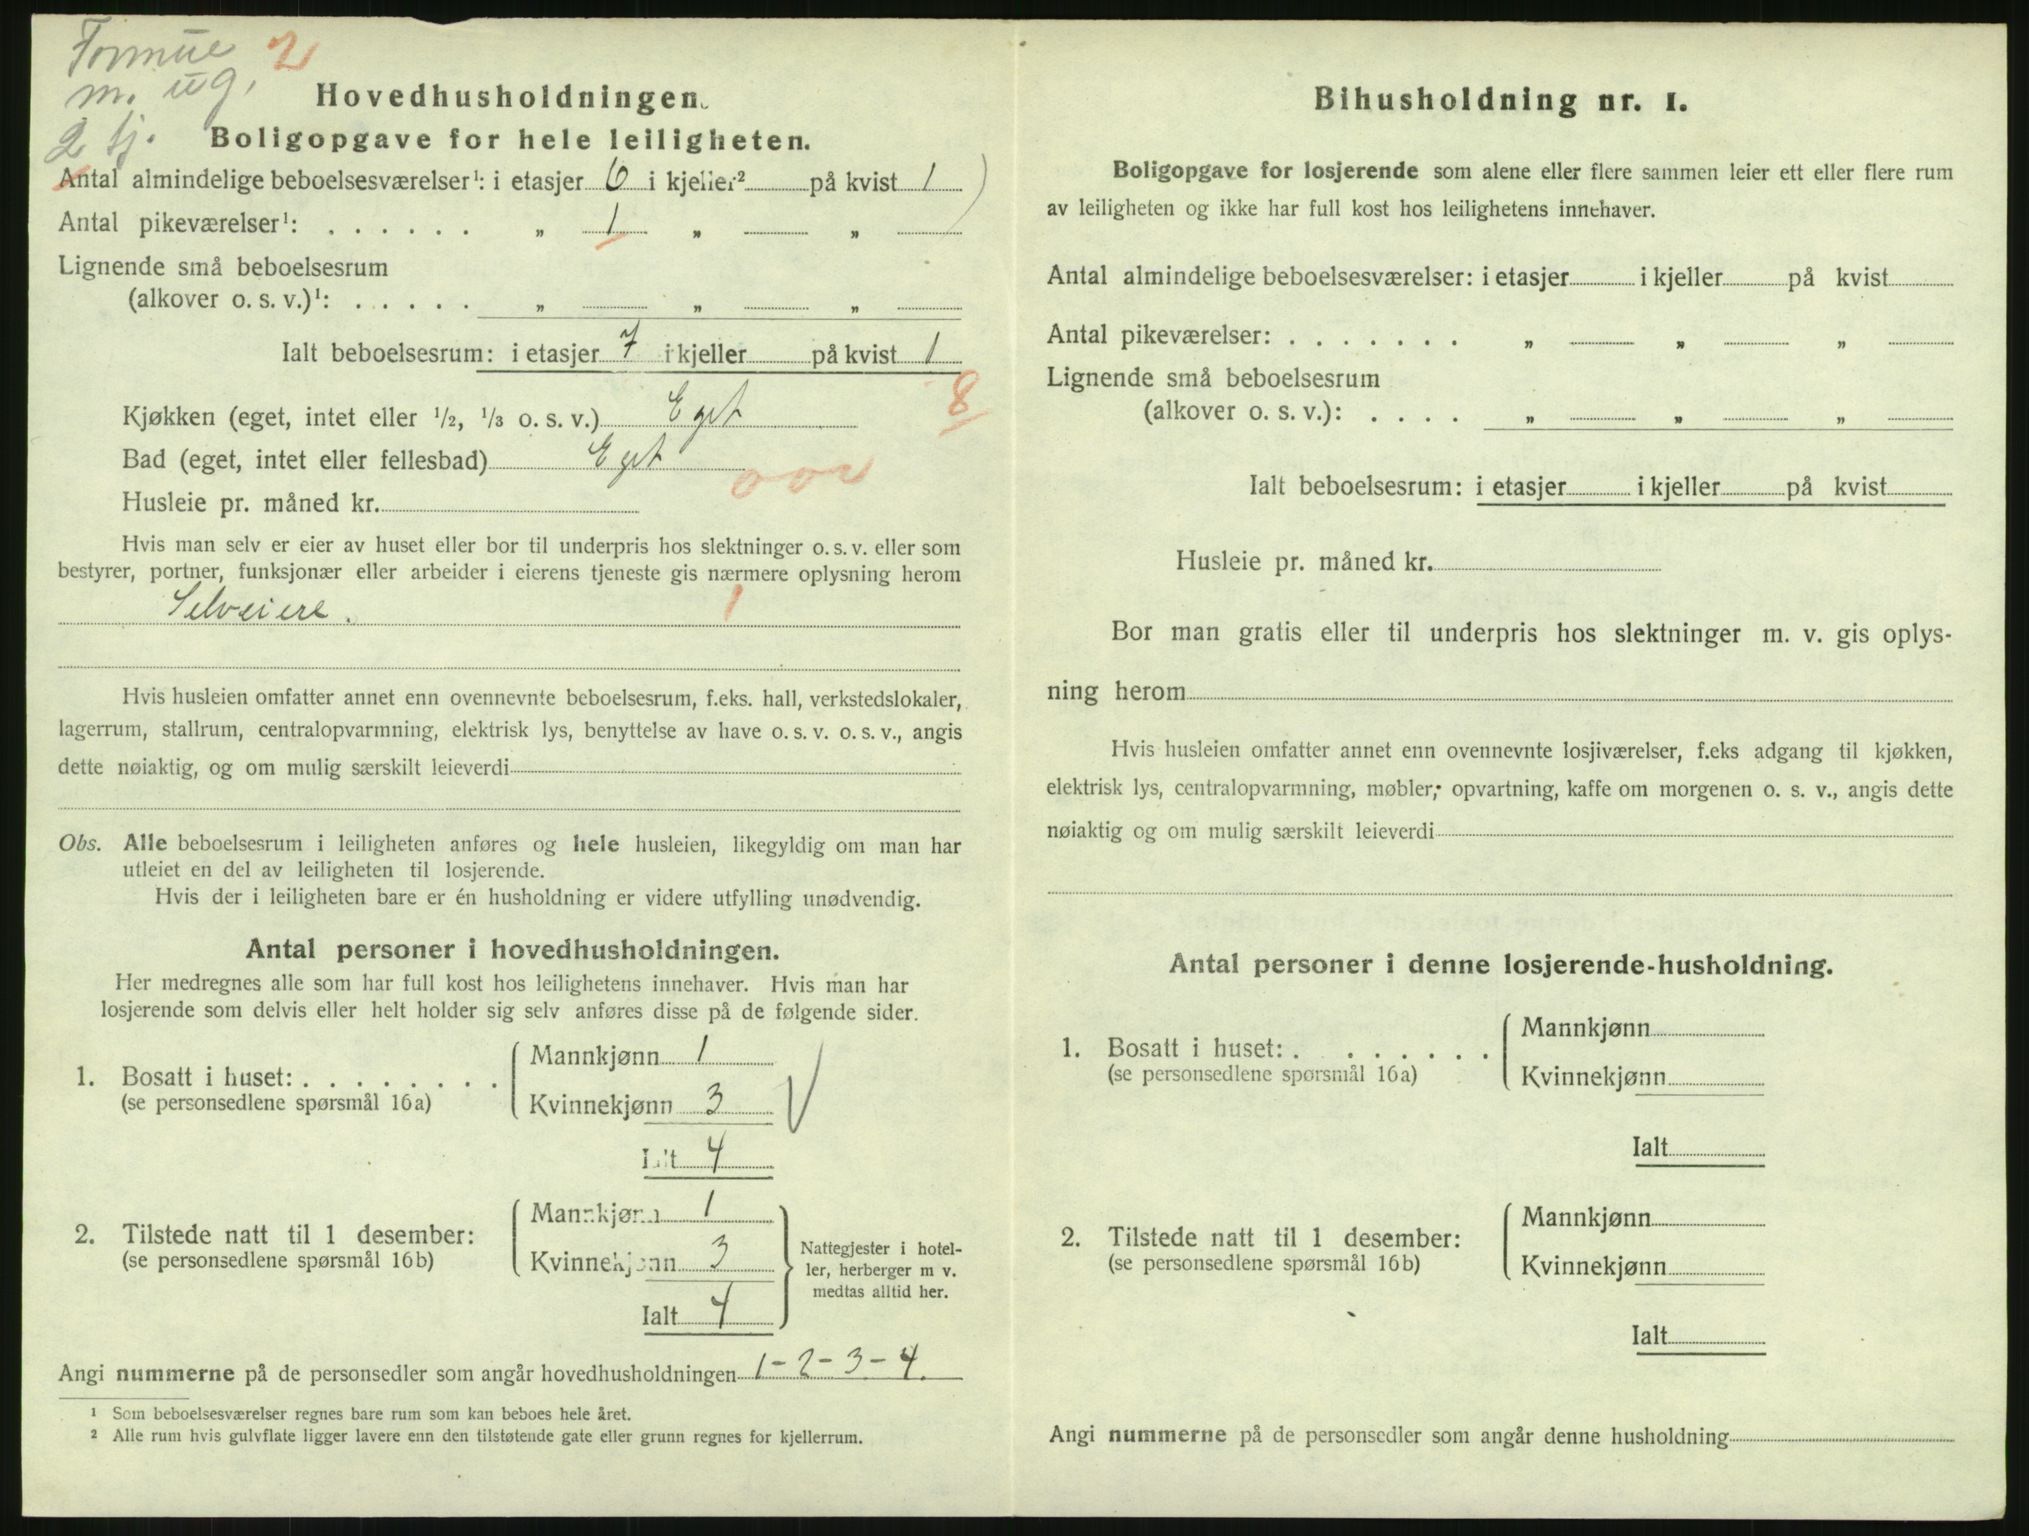 Formue 2
m. ug.
2 tj.
Hovedhusholdningen.
Boligopgave for hele leiligheten.
Antal almindelige beboelsesværelser¹: i etasjer 6 i kjeller² på kvist 1
Antal pikeværelser¹: . . . . . . „ 1 „ „
Lignende små beboelsesrum
(alkover o. s. v.)¹: . . . . . „ „ „
Ialt beboelsesrum: i etasjer 7 i kjeller på kvist 1
8
Kjøkken (eget, intet eller 1/2, 1/3 o. s. v.) Eget
Bad (eget, intet eller fellesbad) Eget
Husleie pr. måned kr.
Hvis man selv er eier av huset eller bor til underpris hos slektninger o. s. v. eller som
bestyrer, portner, funksjonær eller arbeider i eierens tjeneste gis nærmere oplysning herom
Selveiere. 1
Hvis husleien omfatter annet enn ovennevnte beboelsesrum, f.eks. hall, verkstedslokaler,
lagerrum, stallrum, centralopvarmning, elektrisk lys, benyttelse av have o. s. v. o. s. v., angis
dette nøiaktig, og om mulig særskilt leieverdi
Obs. Alle beboelsesrum i leiligheten anføres og hele husleien, likegyldig om man har
utleiet en del av leiligheten til losjerende.
Hvis der i leiligheten bare er én husholdning er videre utfylling unødvendig.
Antal personer i hovedhusholdningen.
Her medregnes alle som har full kost hos leilighetens innehaver. Hvis man har
losjerende som delvis eller helt holder sig selv anføres disse på de følgende sider.
1. Bosatt i huset: . . . . . . . .
(se personsedlene spørsmål 16a)
Mannkjønn 1
Kvinnekjønn 3
Ialt 4
2. Tilstede natt til 1 desember:
(se personsedlene spørsmål 16b)
Mannkjønn 1
Kvinnekjønn 3
Ialt 4
Nattegjester i hotel-
ler, herberger m v.
medtas alltid her.
Angi nummerne på de personsedler som angår hovedhusholdningen 1-2-3-4.
¹ Som beboelsesværelser regnes bare rum som kan beboes hele året.
² Alle rum hvis gulvflate ligger lavere enn den tilstøtende gate eller grunn regnes for kjellerrum.
Bihusholdning nr. 1.
Boligopgave for losjerende som alene eller flere sammen leier ett eller flere rum
av leiligheten og ikke har full kost hos leilighetens innehaver.
Antal almindelige beboelsesværelser: i etasjer i kjeller på kvist
Antal pikeværelser: . . . . . . . „ „ „
Lignende små beboelsesrum
(alkover o. s. v.): . . . . „ „ „
Ialt beboelsesrum: i etasjer i kjeller på kvist
Husleie pr. måned kr.
Bor man gratis eller til underpris hos slektninger m. v. gis oplys-
ning herom
Hvis husleien omfatter annet enn ovennevnte losjiværelser, f.eks adgang til kjøkken,
elektrisk lys, centralopvarmning, møbler, opvartning, kaffe om morgenen o. s. v., angis dette
nøiaktig og om mulig særskilt leieverdi
Antal personer i denne losjerende-husholdning.
1. Bosatt i huset: . . . . . . .
(se personsedlene spørsmål 16a)
Mannkjønn
Kvinnekjønn
Ialt
2. Tilstede natt til 1 desember:
(se personsedlene spørsmål 16b)
Mannkjønn
Kvinnekjønn
Ialt
Angi nummerne på de personsedler som angår denne husholdning